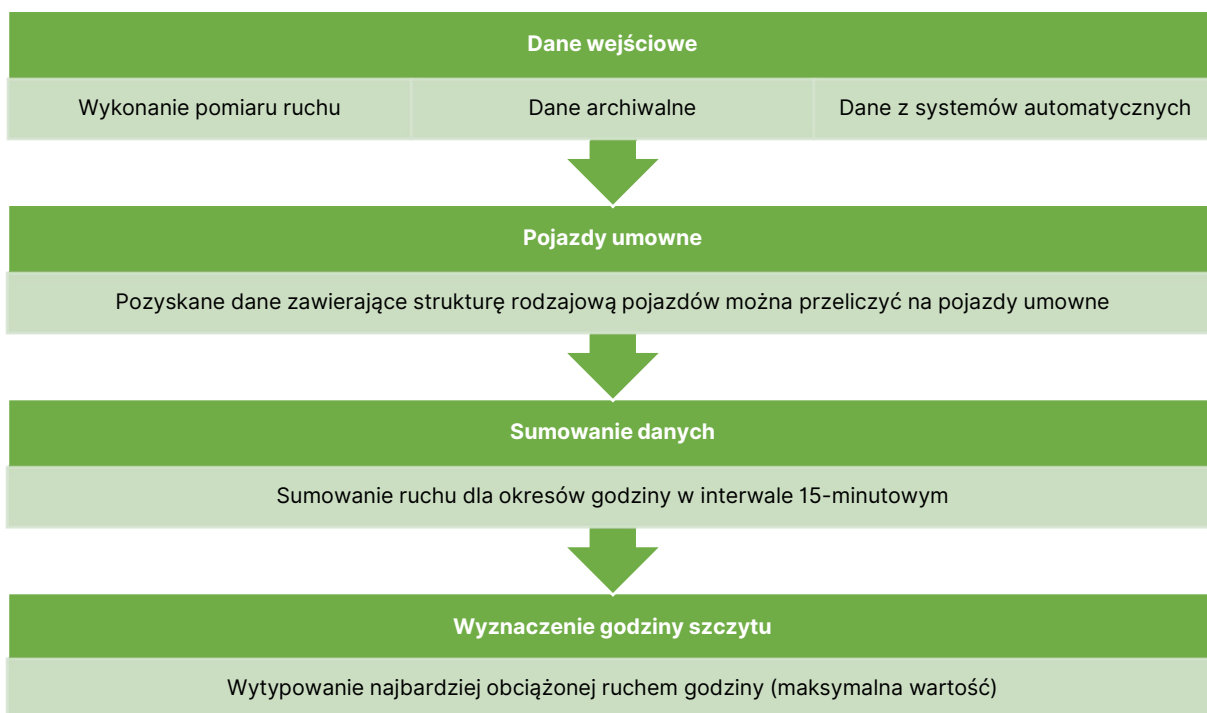 Dane wejściowe
Wykonanie pomiaru ruchu
Dane archiwalne
Dane z systemów automatycznych
Pojazdy umowne
Pozyskane dane zawierające strukturę rodzajową pojazdów można przeliczyć na pojazdy umowne
Sumowanie danych
Sumowanie ruchu dla okresów godziny w interwale 15-minutowym
Wyznaczenie godziny szczytu
Wytypowanie najbardziej obciążonej ruchem godziny (maksymalna wartość)